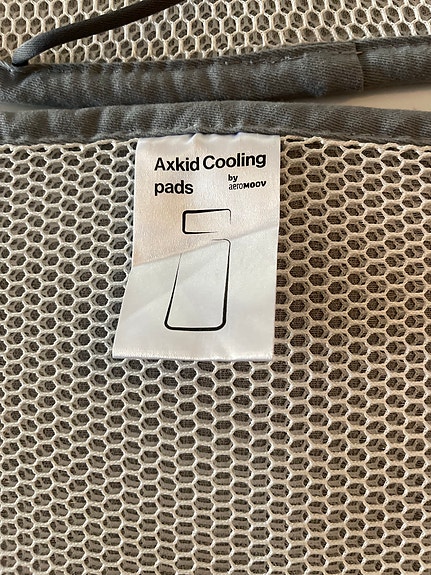 Axkid Cooling
pads
by
aeroMOOV